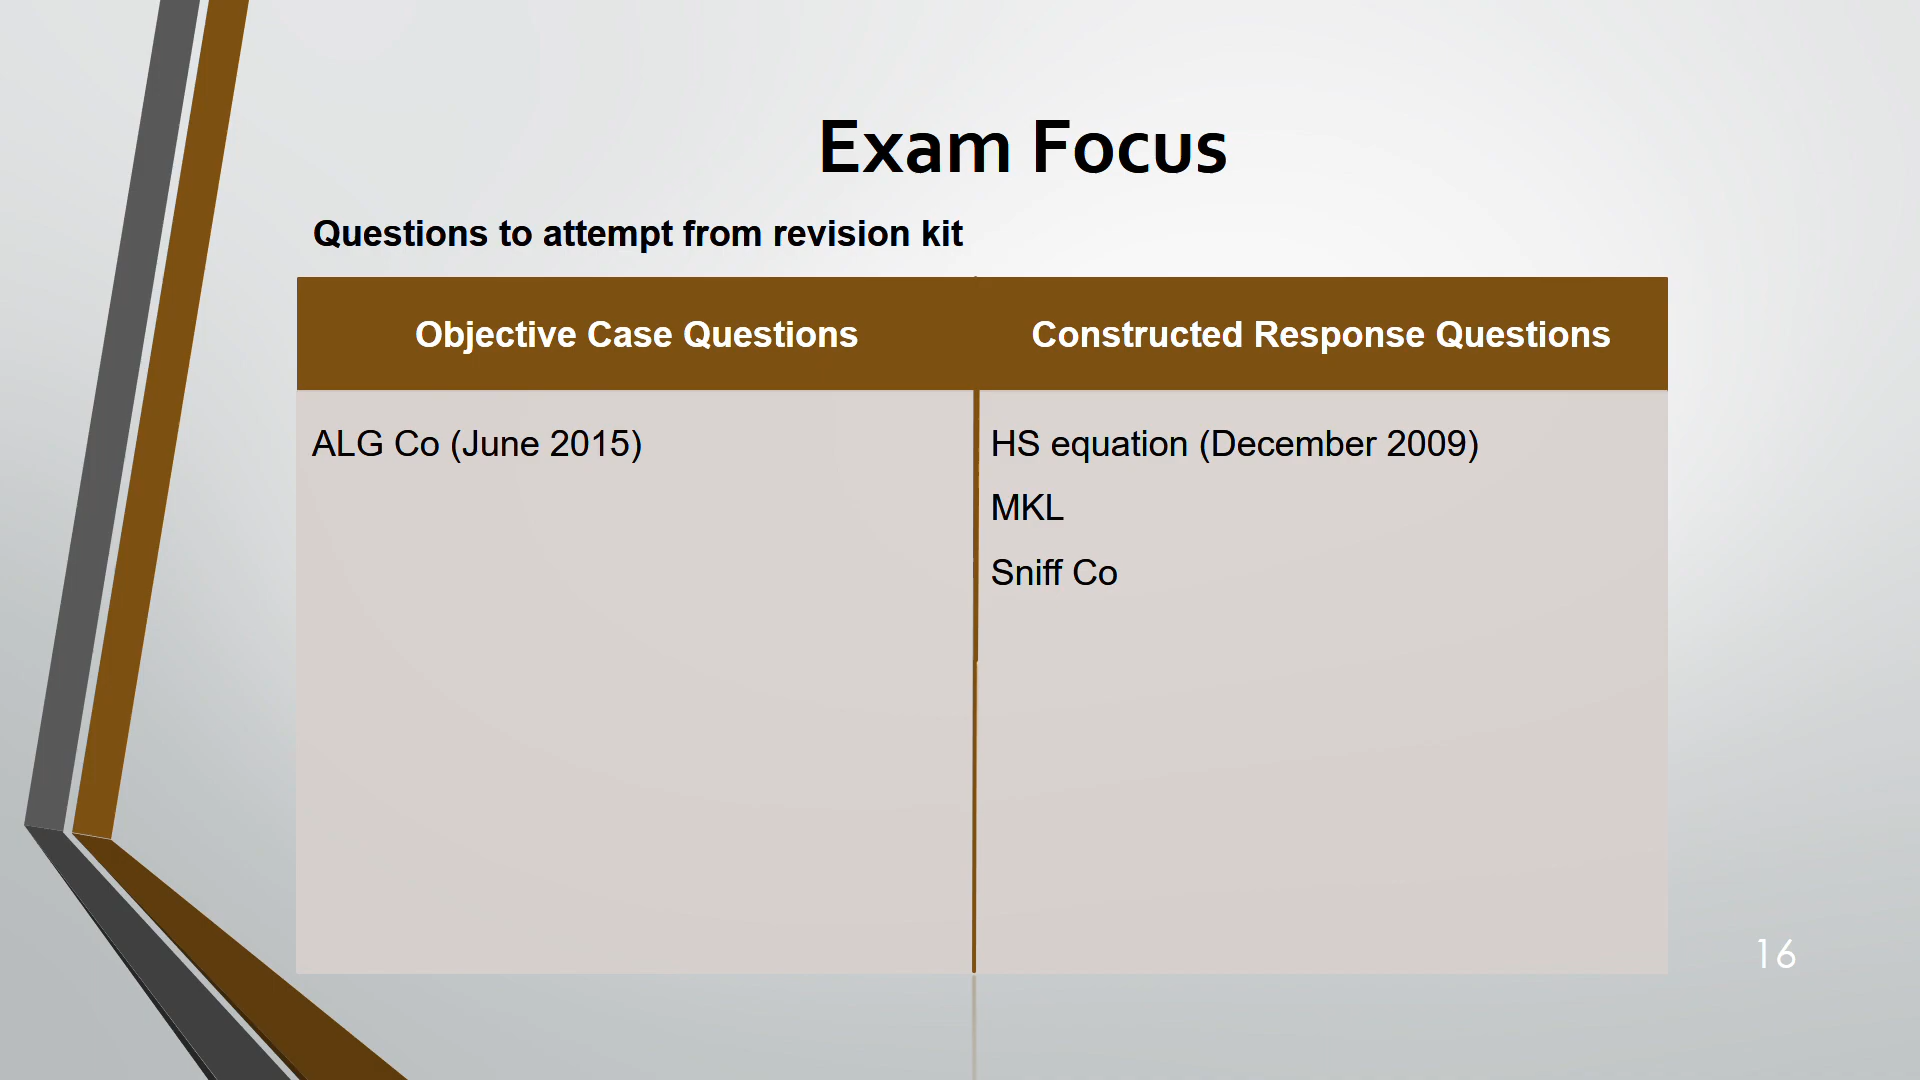 Exam Focus
Questions to attempt from revision kit
Objective Case Questions
Constructed Response Questions
ALG Co (June 2015)
HS equation (December 2009)
MKL
Sniff Co
16